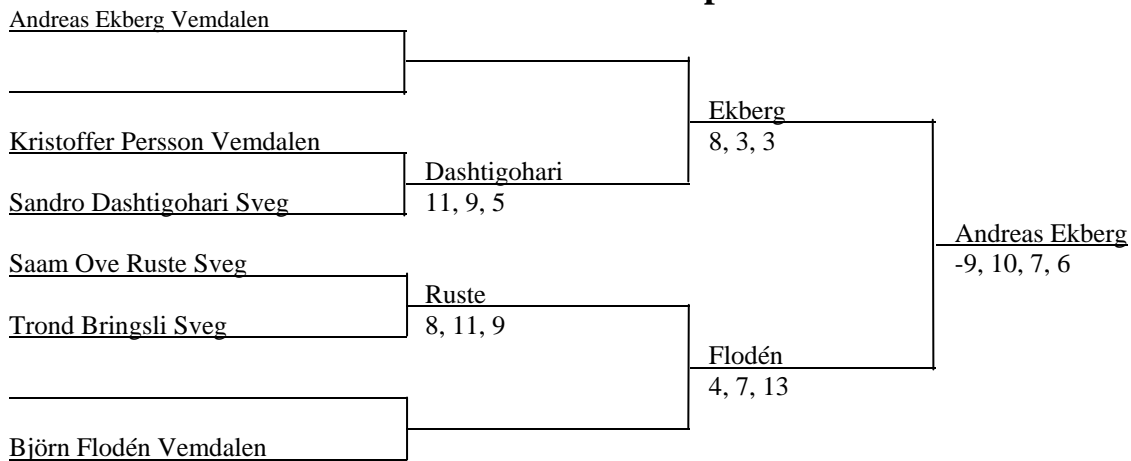 Andreas Ekberg Vemdalen
Ekberg
8, 3, 3
Kristoffer Persson Vemdalen
Dashtigohari
11, 9, 5
Sandro Dashtigohari Sveg
Andreas Ekberg
-9, 10, 7, 6
Saam Ove Ruste Sveg
Ruste
8, 11, 9
Trond Bringsli Sveg
Flodén
4, 7, 13
Björn Flodén Vemdalen